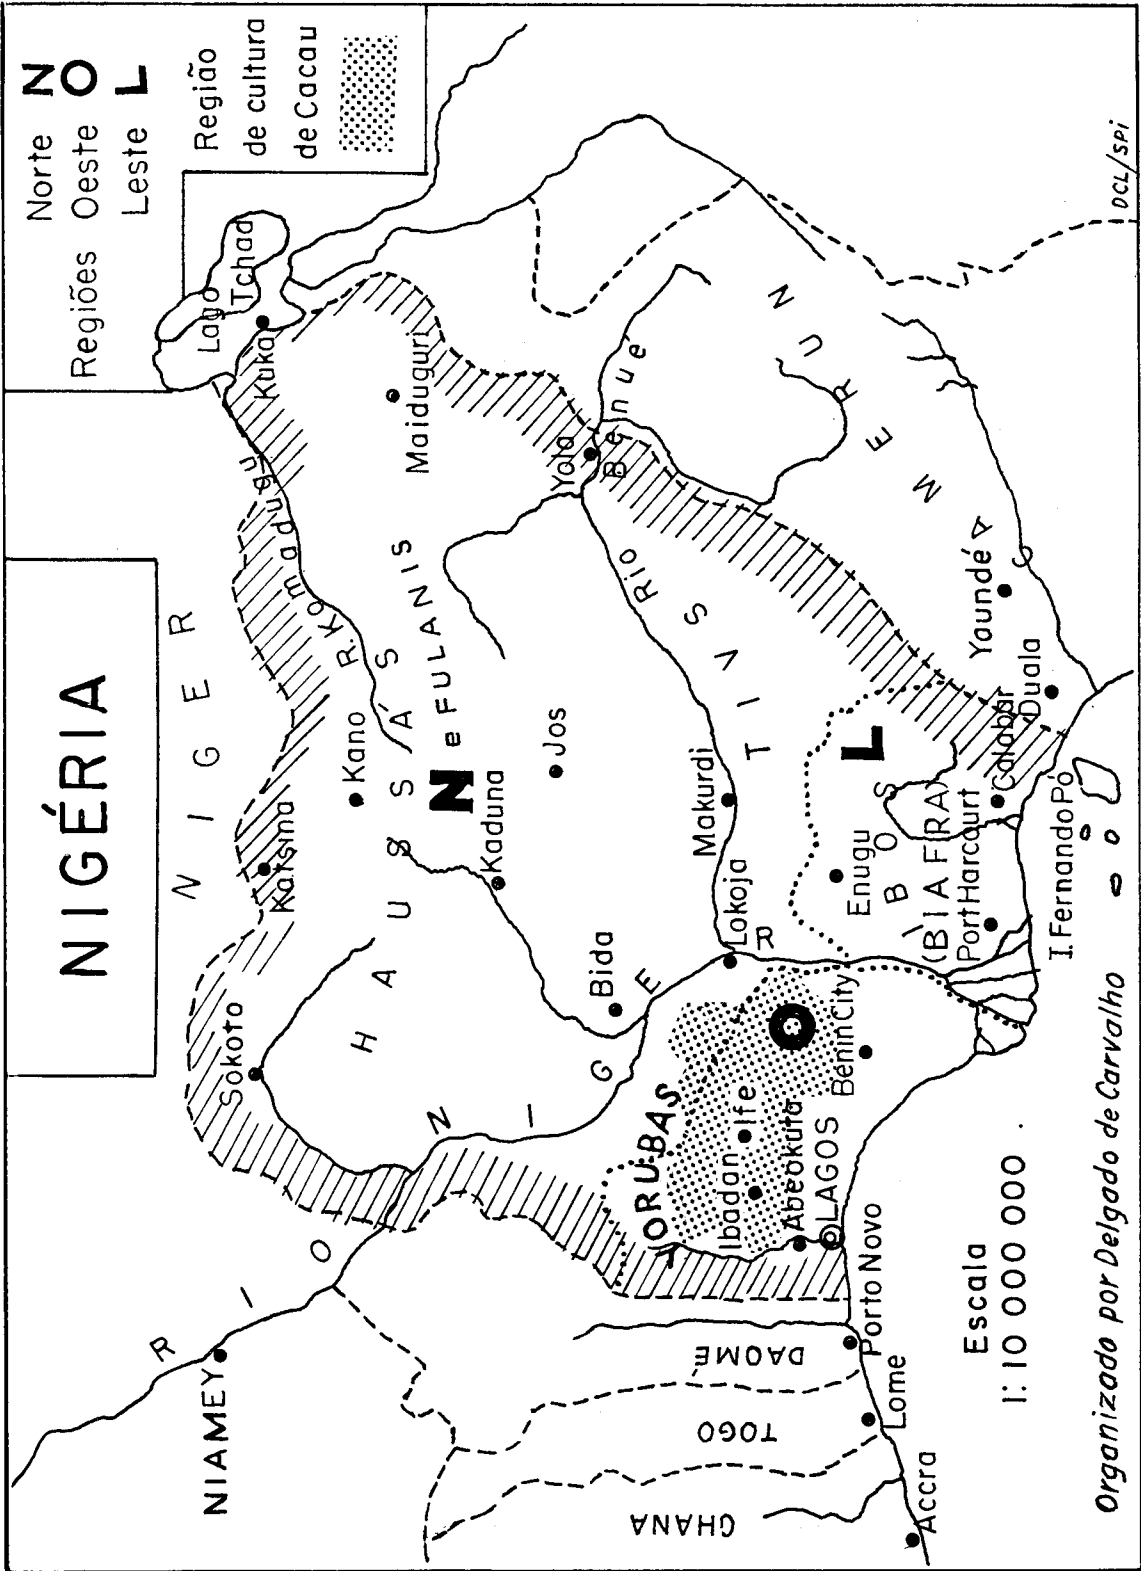 NIGÉRIA
Norte N
Regiões Oeste O
Leste L
Região
de cultura
de Cacau
NIGER
Lago
Tchad
Kuka
Sokoto
Katsina
Kano
R. Komadugu
Maiduguri
HAUSSÁS
N e FULANIS
Kaduna
Jos
Yola
Rio Benue
NIAMEY
RIO NIGER
Bida
Lokoja
Makurdi
TIVS
YORUBAS
Ibadan
Ife
O
Abeokuta
LAGOS
Benin City
Enugu
L
ÌBOS
(BIAFRA)
Port Harcourt
Calabar
Duala
Yaundé
CAMERUN
I. Fernando Pó
GHANA
TOGO
DAOMÉ
Accra
Lome
Porto Novo
Escala
1:10 000 000.
Organizado por Delgado de Carvalho
DCL/SPI